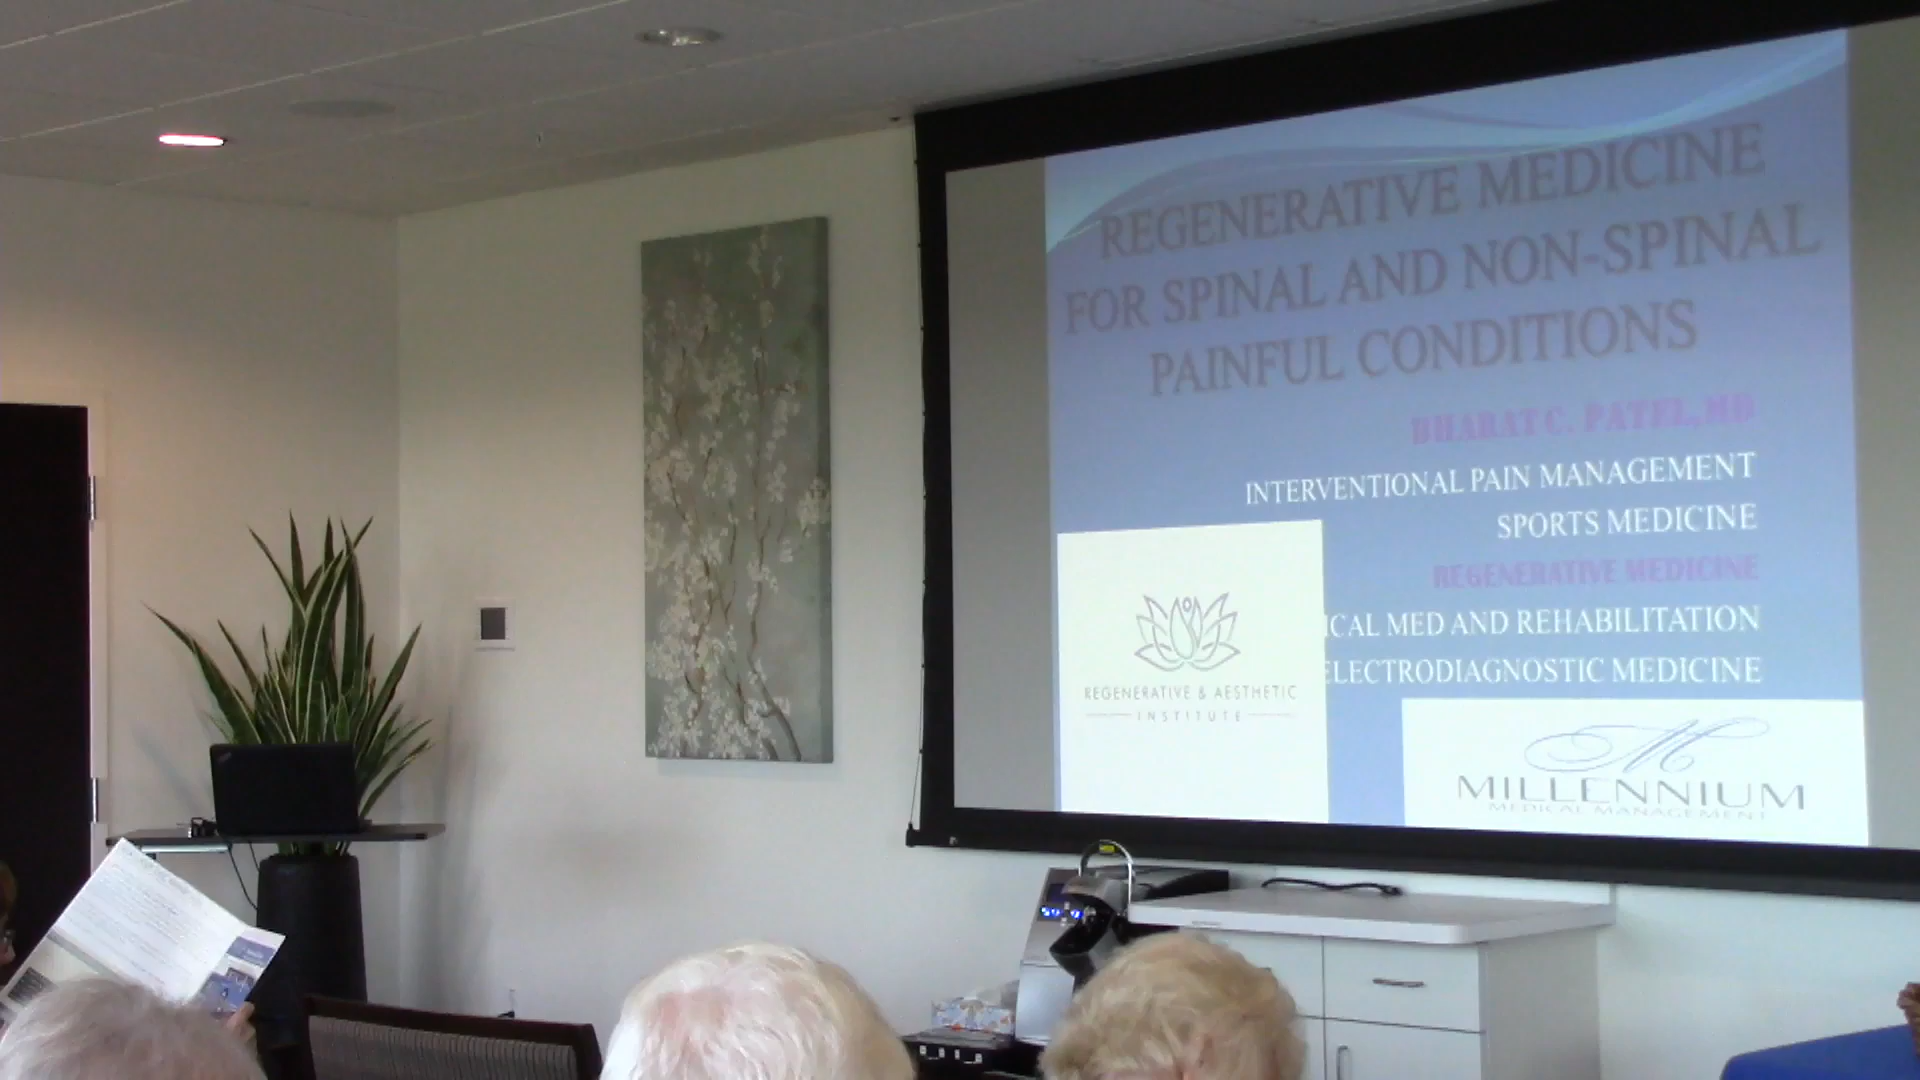 REGENERATIVE MEDICINE
FOR SPINAL AND NON-SPINAL
PAINFUL CONDITIONS
BHARAT C. PATEL, MD
INTERVENTIONAL PAIN MANAGEMENT
SPORTS MEDICINE
REGENERATIVE MEDICINE
ICAL MED AND REHABILITATION
ELECTRODIAGNOSTIC MEDICINE
REGENERATIVE & AESTHETIC
INSTITUTE
M
MILLENNIUM
MEDICAL MANAGEMENT